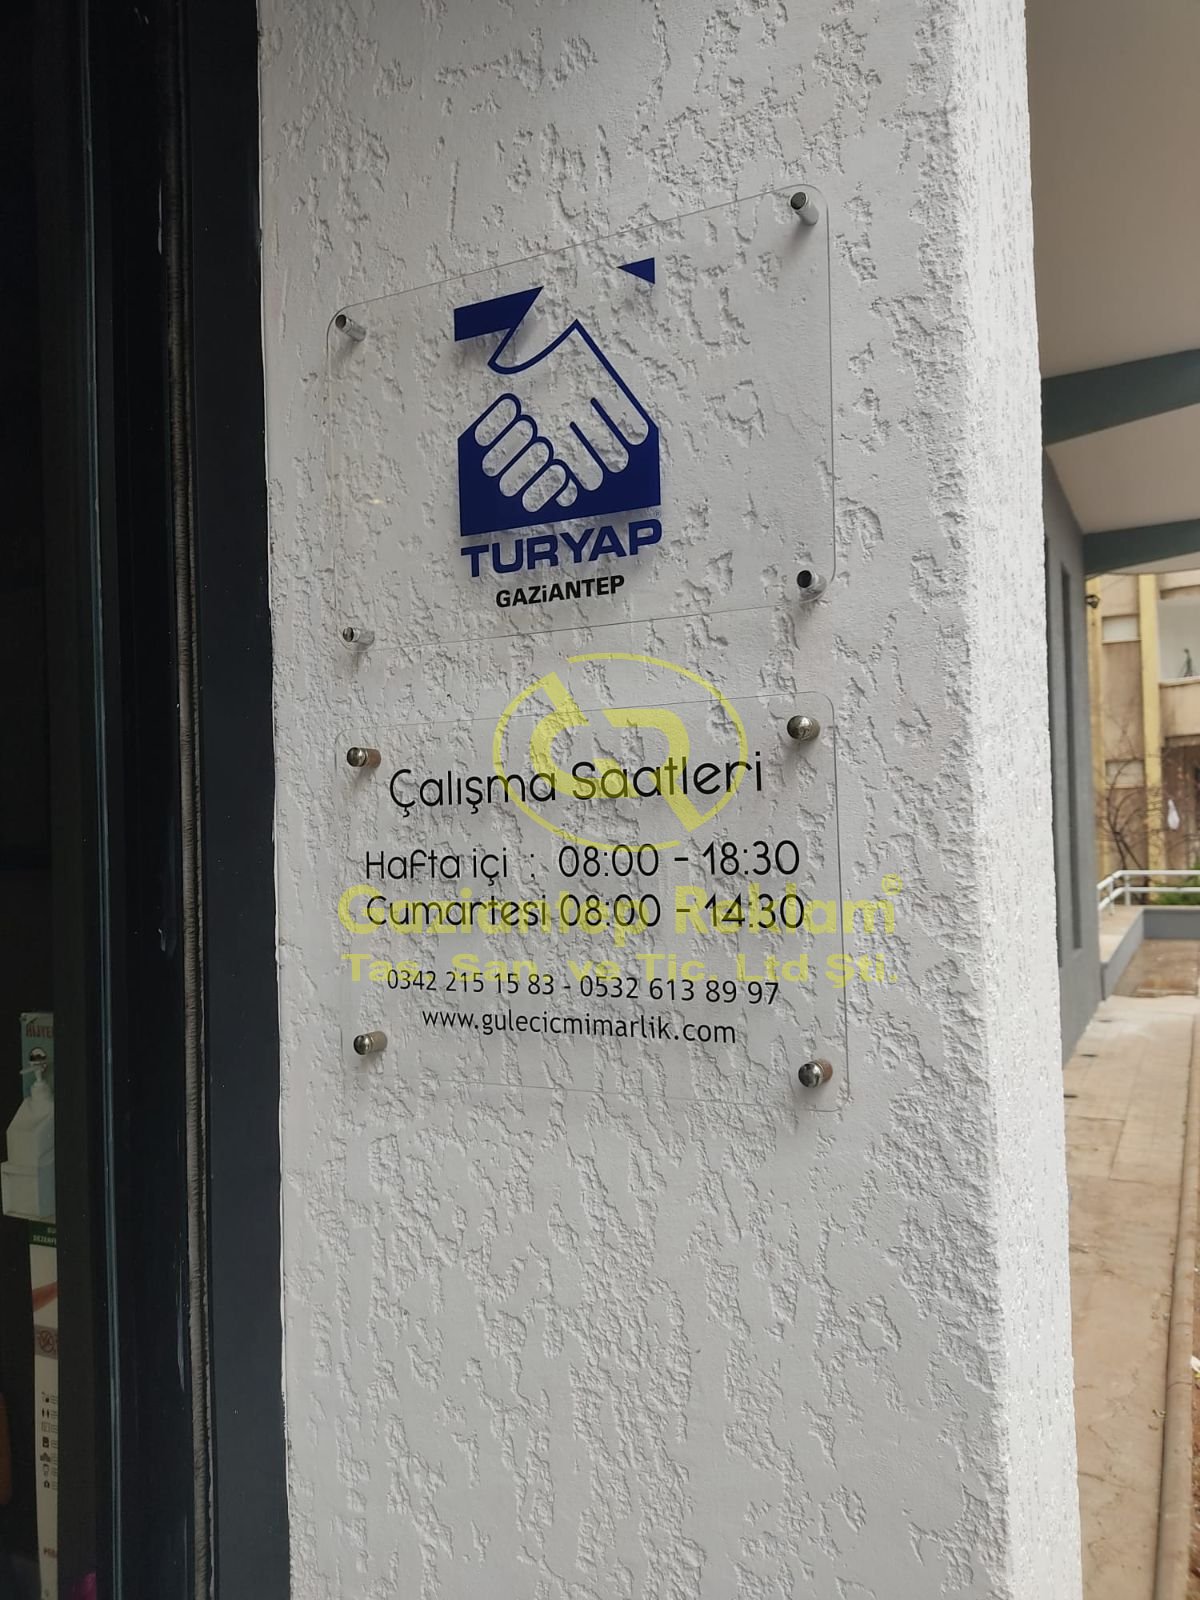 TURYAP
GAZiANTEP
Çalışma Saatleri
Hafta içi : 08:00 - 18:30
Cumartesi 08:00 - 14:30
Gaziantep Reklam
Tas. San. ve Tic. Ltd Şti.
0342 215 15 83 - 0532 613 89 97
www.gulecicmimarlik.com